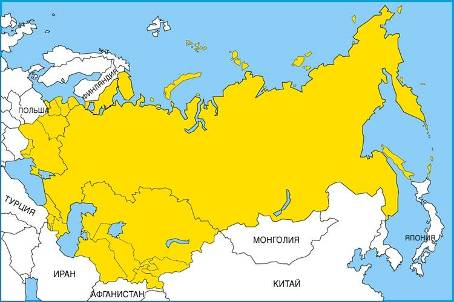 ФИНЛЯНДИЯ
ПОЛЬША
ТУРЦИЯ
ЯПОНИЯ
МОНГОЛИЯ
ИРАН
КИТАЙ
АФГАНИСТАН